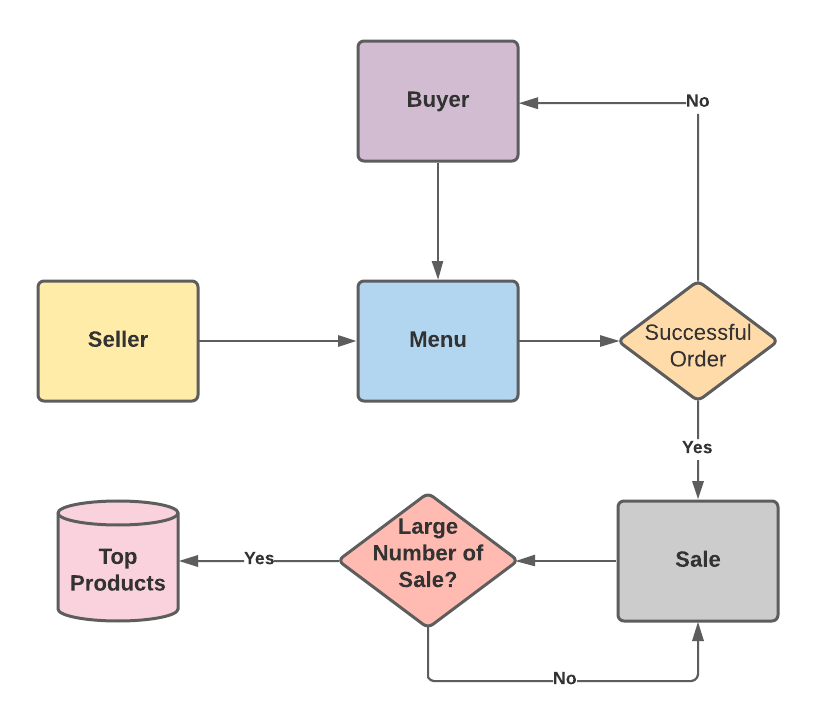 Buyer
No
Seller
Menu
Successful
Order
Yes
Top
Products
Yes
Large
Number of
Sale?
Sale
No